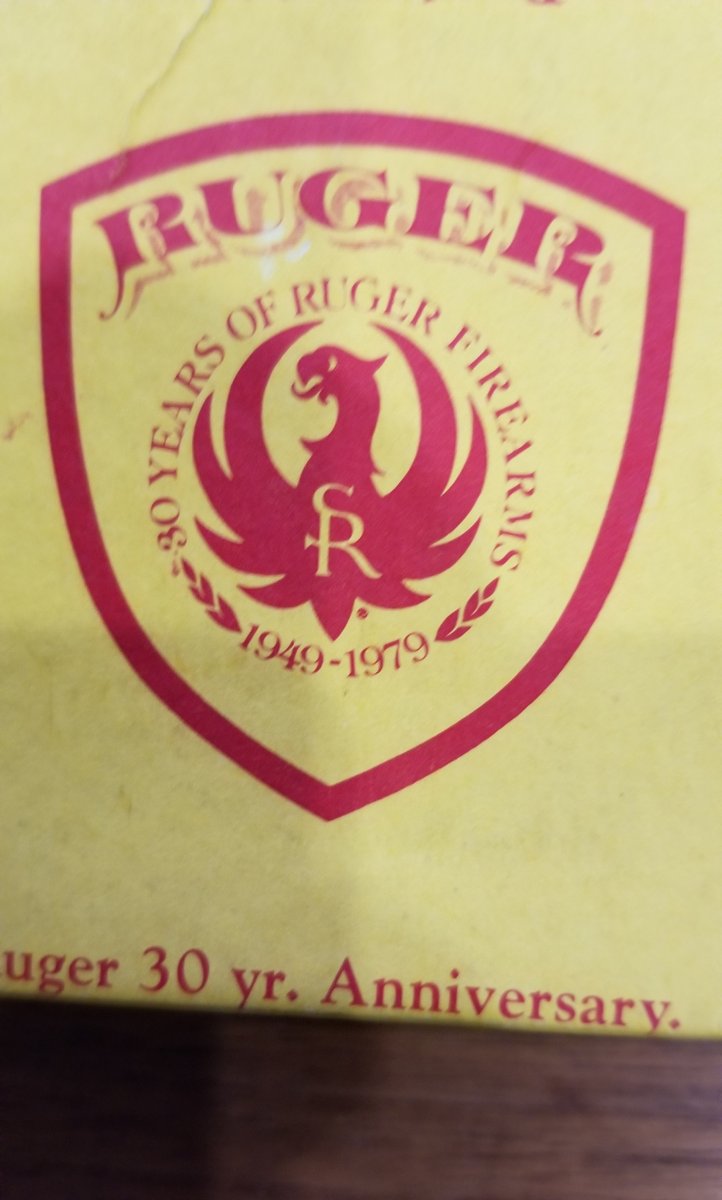 RUGER
30 YEARS OF RUGER FIREARMS
SR
®
1949-1979
uger 30 yr. Anniversary.